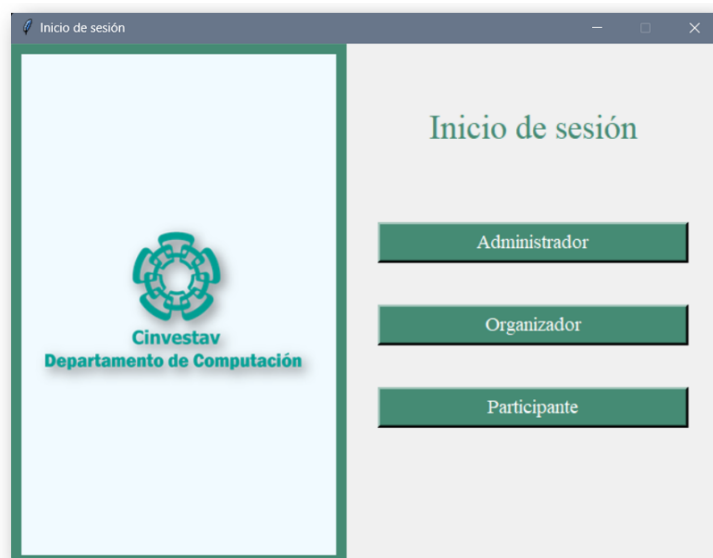 Inicio de sesión
Inicio de sesión
Administrador
Cinvestav
Organizador
Departamento de Computación
Participante